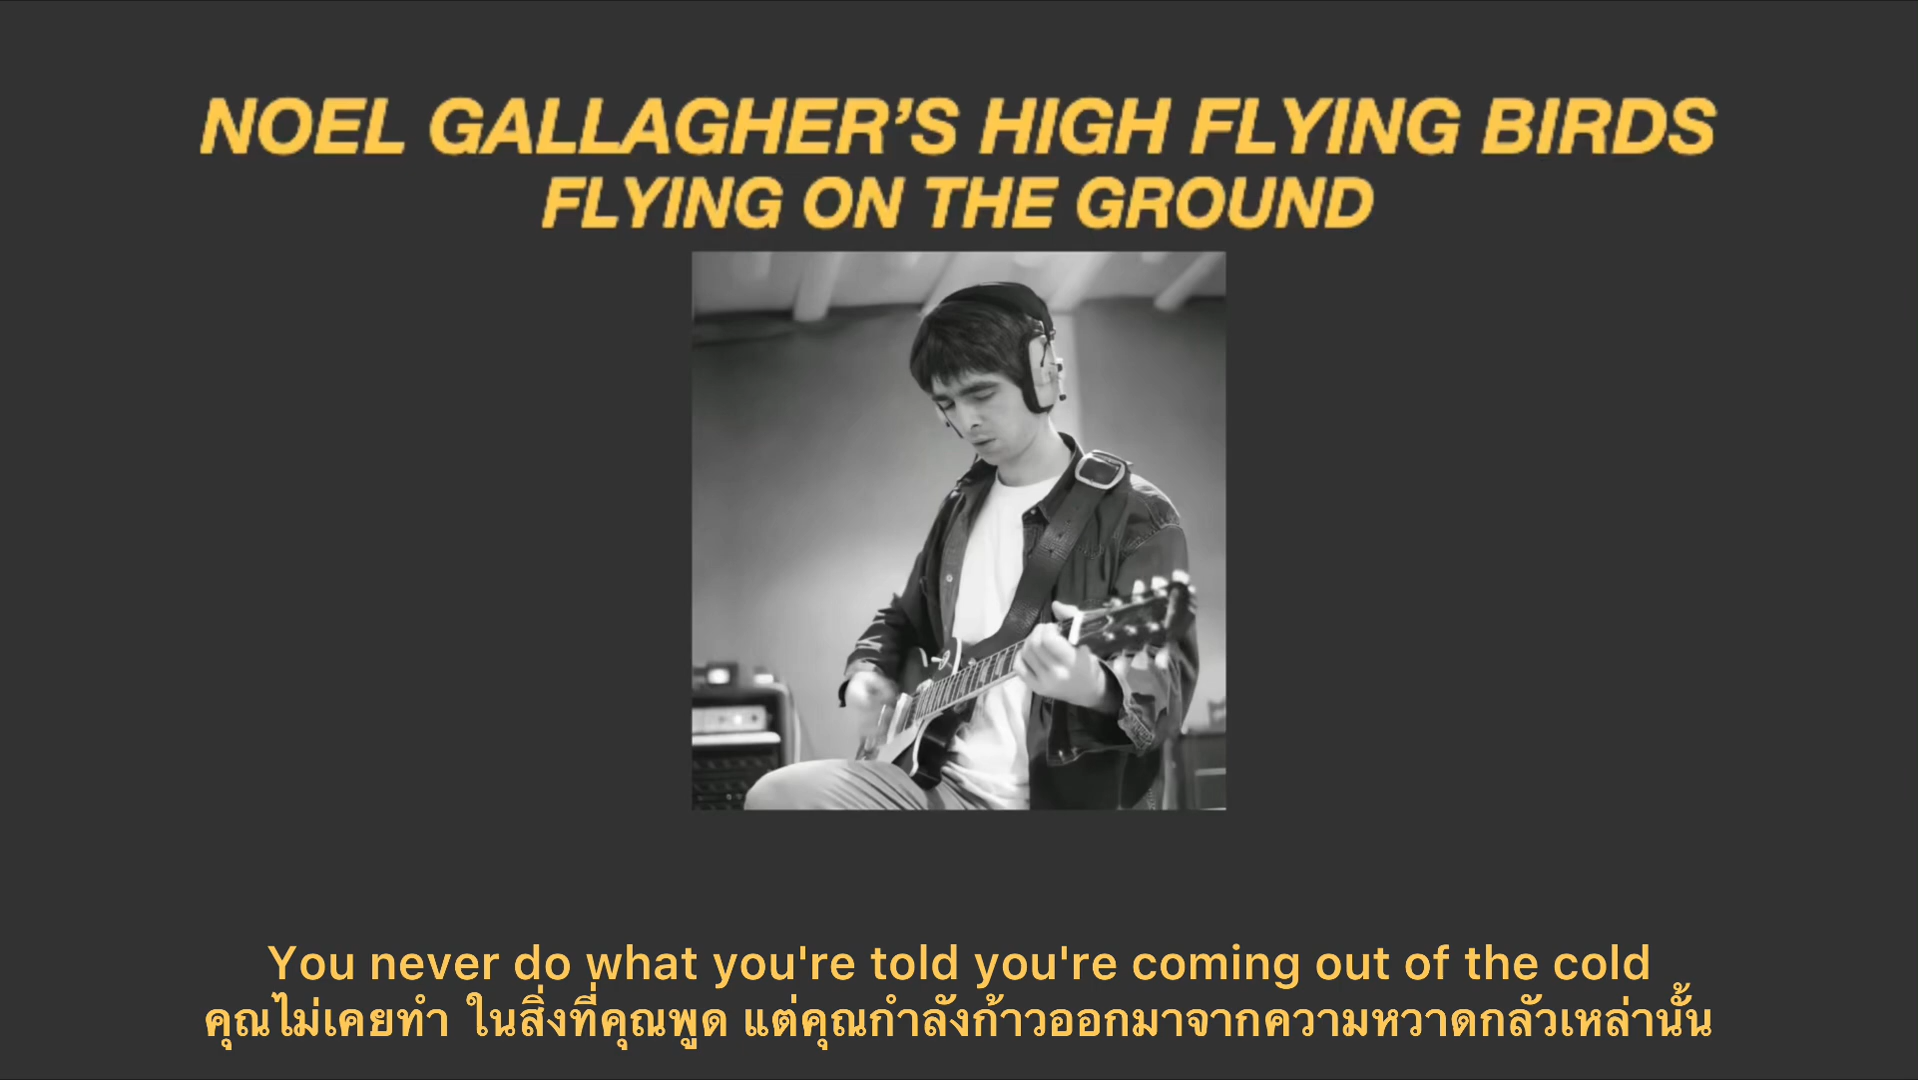 NOEL GALLAGHER’S HIGH FLYING BIRDS
FLYING ON THE GROUND
You never do what you're told you're coming out of the cold
คุณไม่เคยทำ ในสิ่งที่คุณพูด แต่คุณกำลังก้าวออกมาจากความหวาดกลัวเหล่านั้น